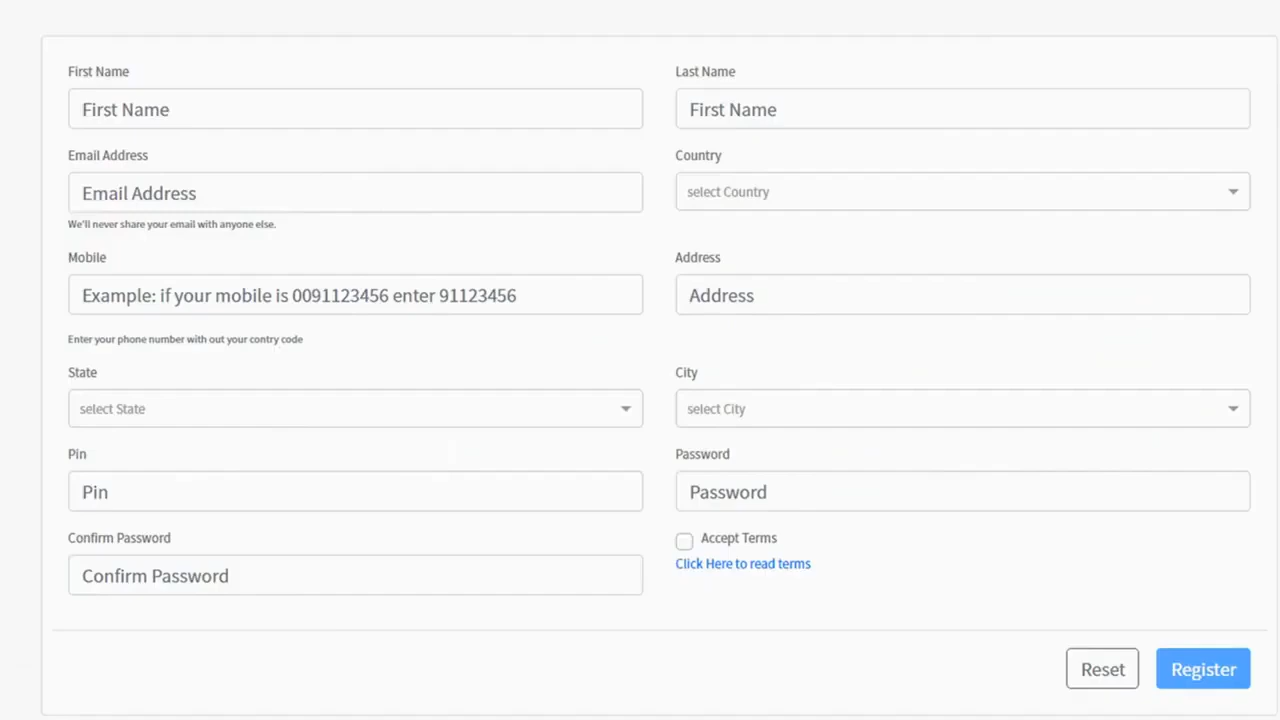 First Name
Last Name
First Name
First Name
Email Address
Country
Email Address
select Country
We'll never share your email with anyone else.
Mobile
Address
Example: if your mobile is 0091123456 enter 91123456
Address
Enter your phone number with out your contry code
State
City
select State
select City
Pin
Password
Pin
Password
Confirm Password
Accept Terms
Click Here to read terms
Confirm Password
Reset
Register